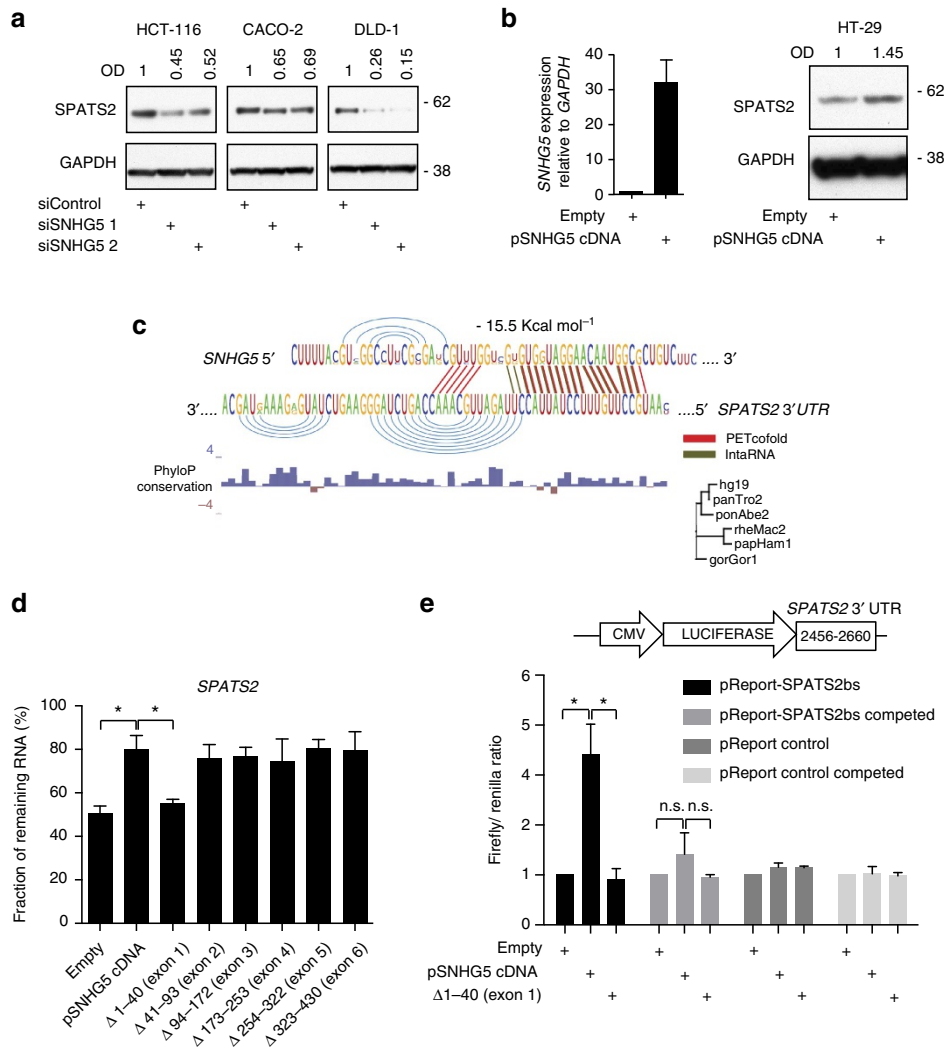 a
HCT-116 CACO-2 DLD-1
OD 1 0.45 0.52 1 0.65 0.69 1 0.26 0.15
SPATS2 - 62
GAPDH - 38
siControl + + +
siSNHG5 1 + + +
siSNHG5 2 + + +
b
SNHG5 expression
relative to GAPDH
40
30
20
10
0
Empty +
pSNHG5 cDNA +
HT-29
OD 1 1.45
SPATS2 - 62
GAPDH - 38
Empty +
pSNHG5 cDNA +
c
- 15.5 Kcal mol−1
SNHG5 5′ .... 3′
3′.... ....5′ SPATS2 3′UTR
PETcofold
IntaRNA
4
PhyloP
conservation
−4
hg19
panTro2
ponAbe2
rheMac2
papHam1
gorGor1
d
SPATS2
Fraction of remaining RNA (%)
100
80
60
40
20
0
* *
Empty
pSNHG5 cDNA
Δ 1–40 (exon 1)
Δ 41–93 (exon 2)
Δ 94–172 (exon 3)
Δ 173–253 (exon 4)
Δ 254–322 (exon 5)
Δ 323–430 (exon 6)
e
SPATS2 3′ UTR
CMV LUCIFERASE 2456-2660
Firefly/ renilla ratio
6
5
4
2
1
0
* *
n.s. n.s.
pReport-SPATS2bs
pReport-SPATS2bs competed
pReport control
pReport control competed
Empty + + + +
pSNHG5 cDNA + + + +
Δ1–40 (exon 1) + + + +